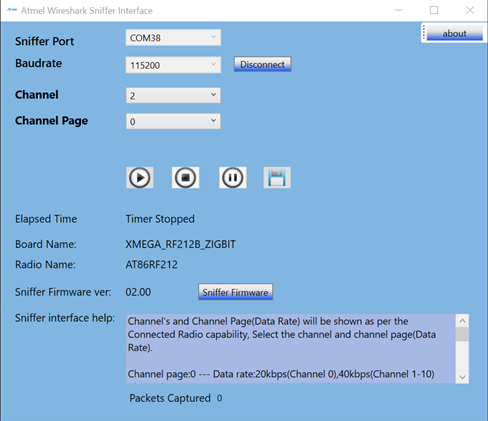 Atmel Wireshark Sniffer Interface
about
Sniffer Port COM38
Baudrate 115200 Disconnect
Channel 2
Channel Page 0
Elapsed Time Timer Stopped
Board Name: XMEGA_RF212B_ZIGBIT
Radio Name: AT86RF212
Sniffer Firmware ver: 02.00 Sniffer Firmware
Sniffer interface help: Channel's and Channel Page(Data Rate) will be shown as per the
Connected Radio capability, Select the channel and channel page(Data
Rate).
Channel page:0 --- Data rate:20kbps(Channel 0),40kbps(Channel 1-10)
Packets Captured 0